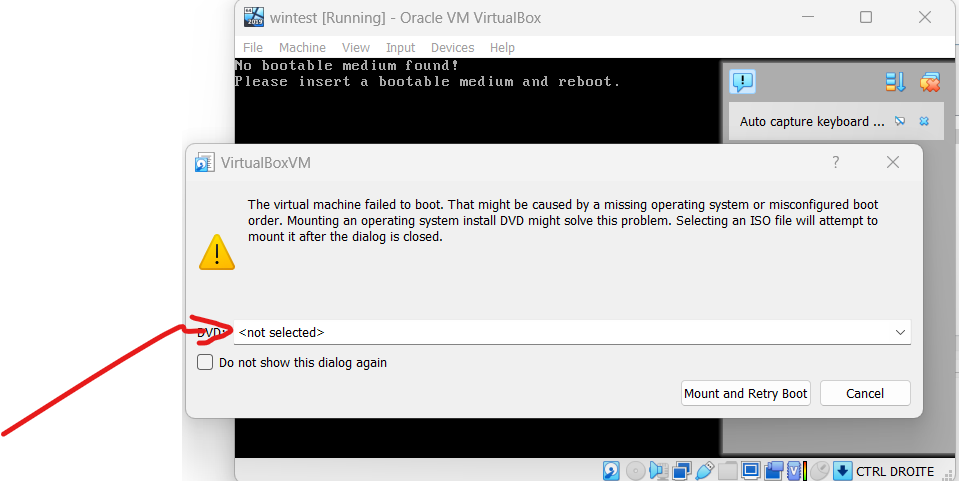 wintest [Running] - Oracle VM VirtualBox
File Machine View Input Devices Help
No bootable medium found!
Please insert a bootable medium and reboot.
Auto capture keyboard ...
VirtualBoxVM
The virtual machine failed to boot. That might be caused by a missing operating system or misconfigured boot
order. Mounting an operating system install DVD might solve this problem. Selecting an ISO file will attempt to
mount it after the dialog is closed.
DVD: <not selected>
Do not show this dialog again
Mount and Retry Boot Cancel
CTRL DROITE